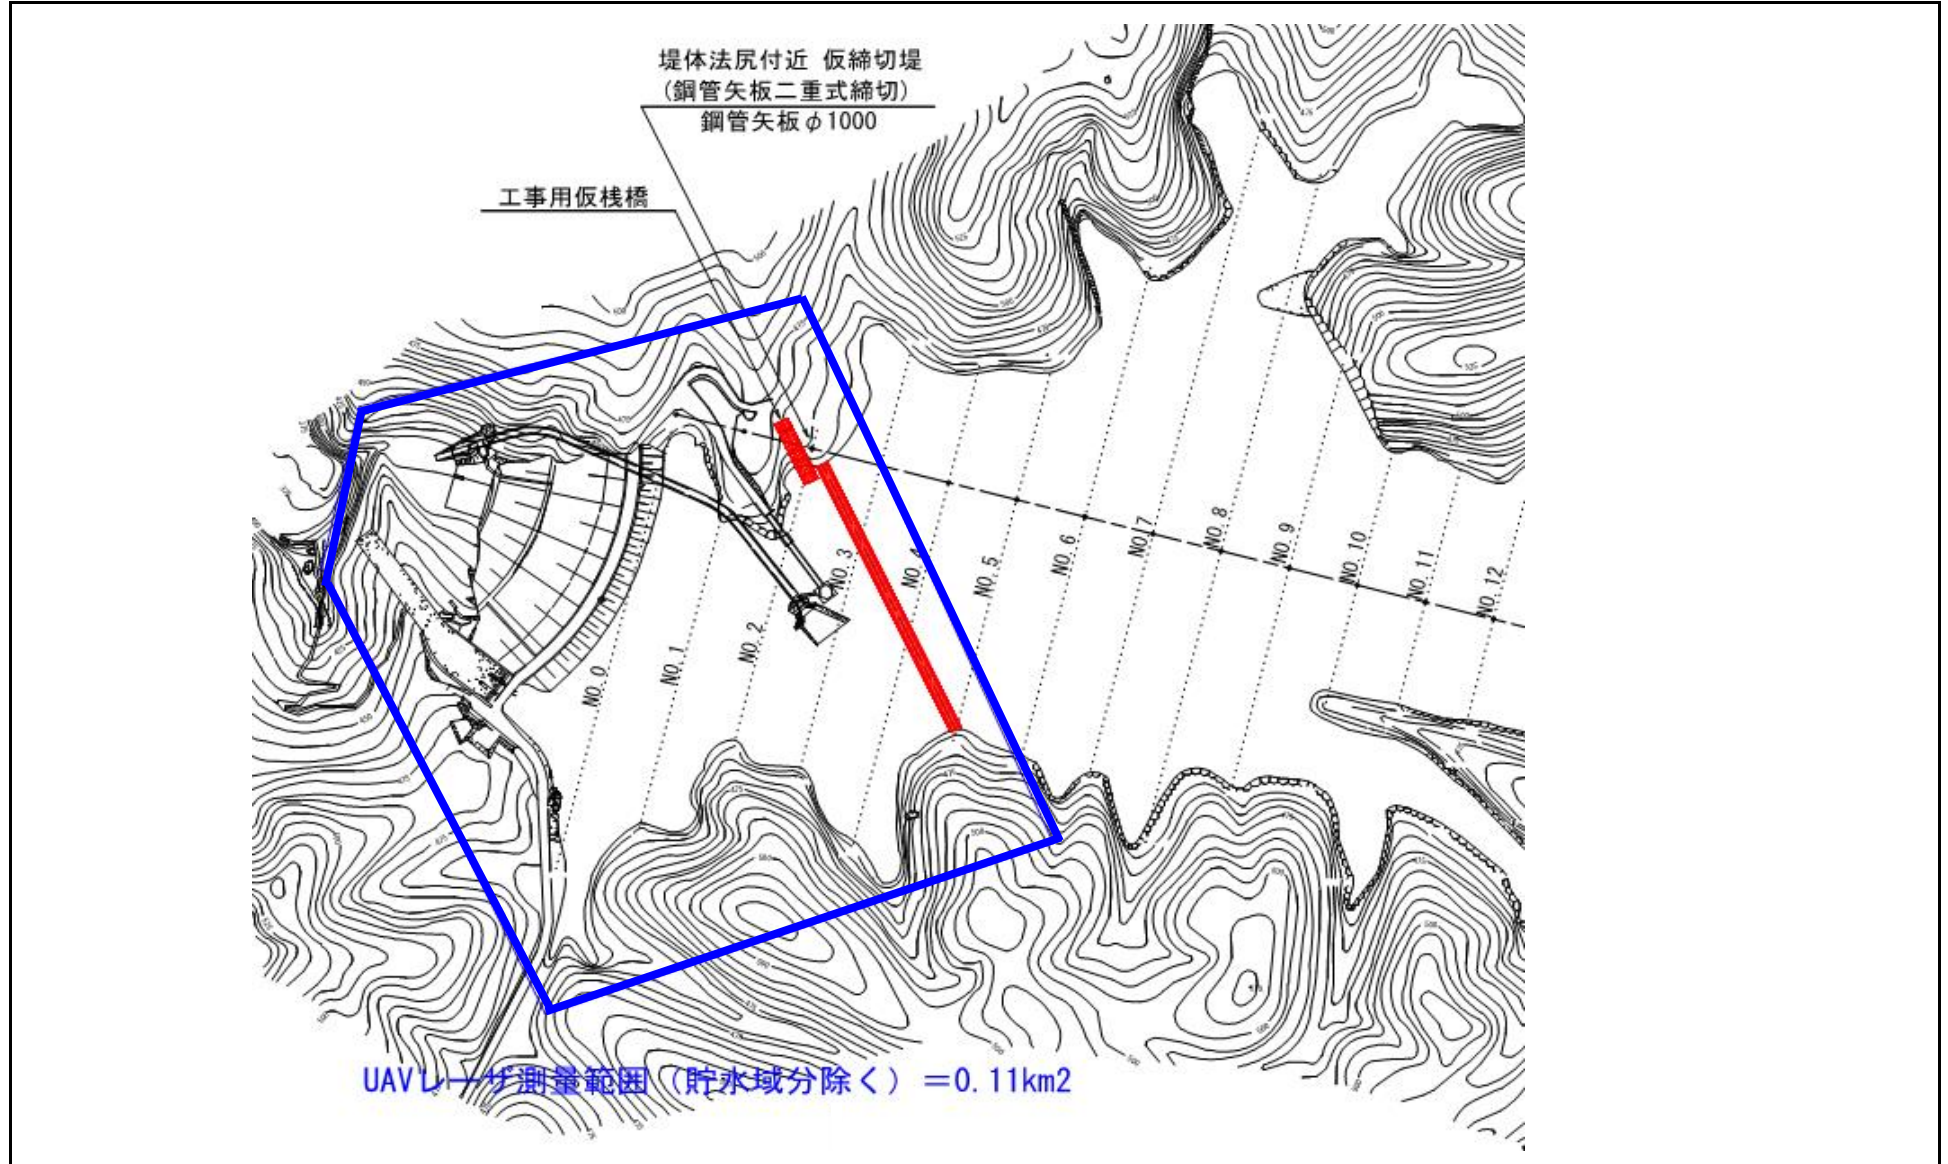 堤体法尻付近 仮締切堤
(鋼管矢板二重式締切)
鋼管矢板φ1000
工事用仮桟橋
NO.0
NO.1
NO.2
NO.3
NO.4
NO.5
NO.6
NO.7
NO.8
NO.9
NO.10
NO.11
NO.12
UAVレーザ測量範囲（貯水域分除く）＝0.11km2